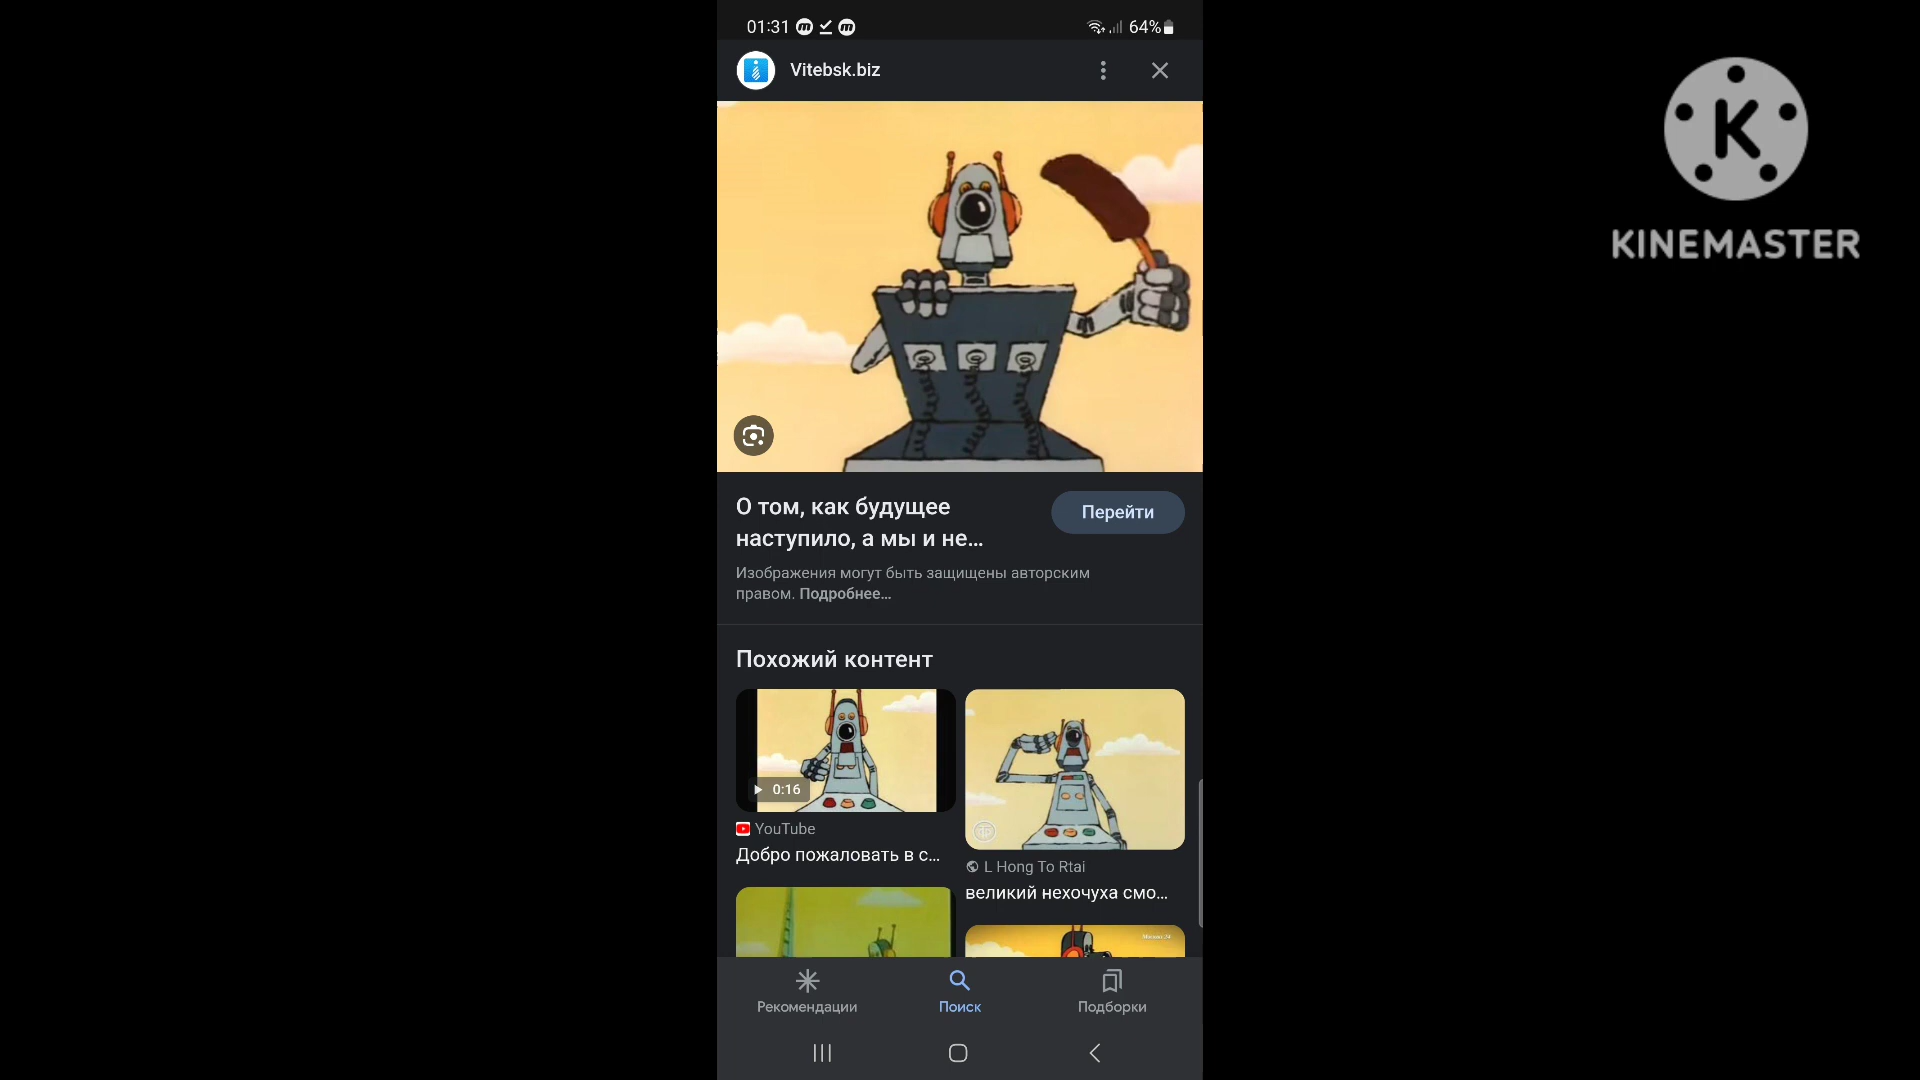 01:31
64%
Vitebsk.biz
K
KINEMASTER
О том, как будущее
наступило, а мы и не...
Перейти
Изображения могут быть защищены авторским
правом. Подробнее...
Похожий контент
0:16
YouTube
Добро пожаловать в с...
L Hong To Rtai
великий нехочуха смо...
Рекомендации
Поиск
Подборки